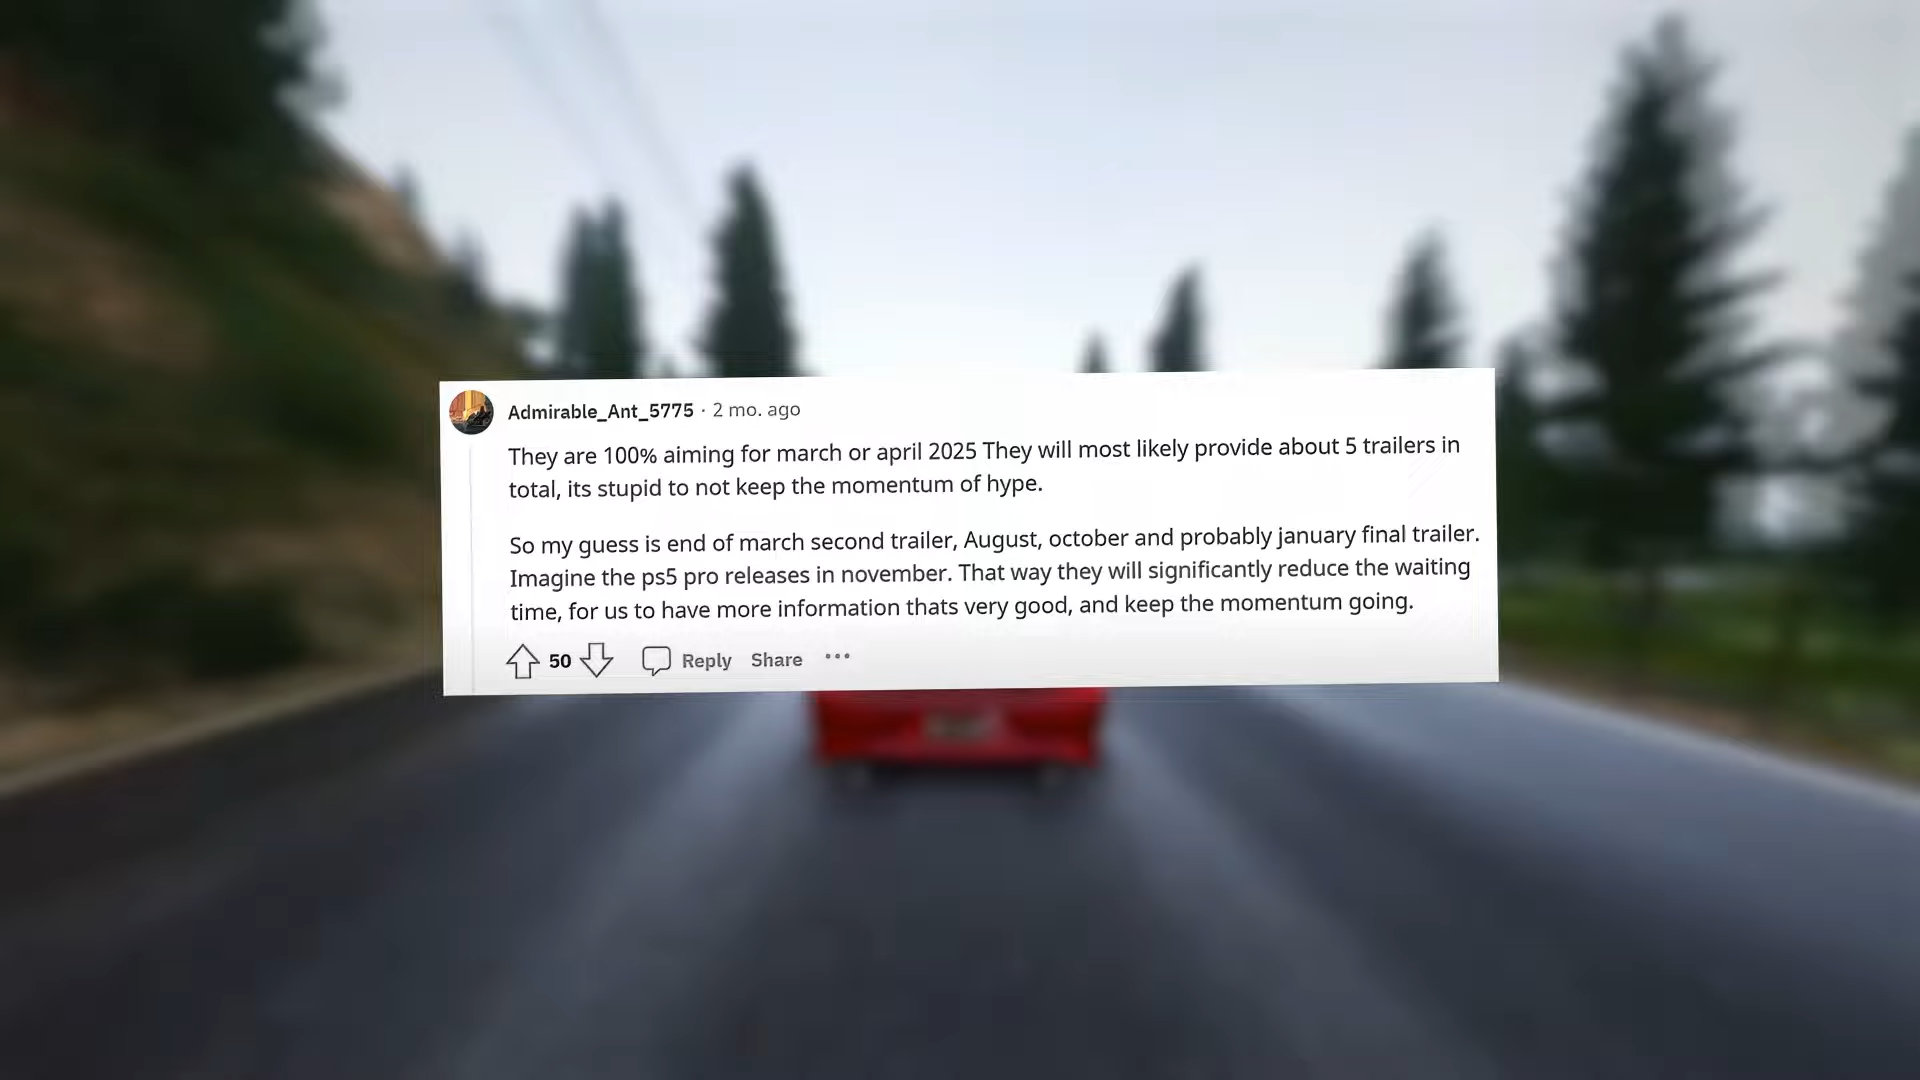 Admirable_Ant_5775 · 2 mo. ago
They are 100% aiming for march or april 2025 They will most likely provide about 5 trailers in
total, its stupid to not keep the momentum of hype.
So my guess is end of march second trailer, August, october and probably january final trailer.
Imagine the ps5 pro releases in november. That way they will significantly reduce the waiting
time, for us to have more information thats very good, and keep the momentum going.
50 Reply Share ...